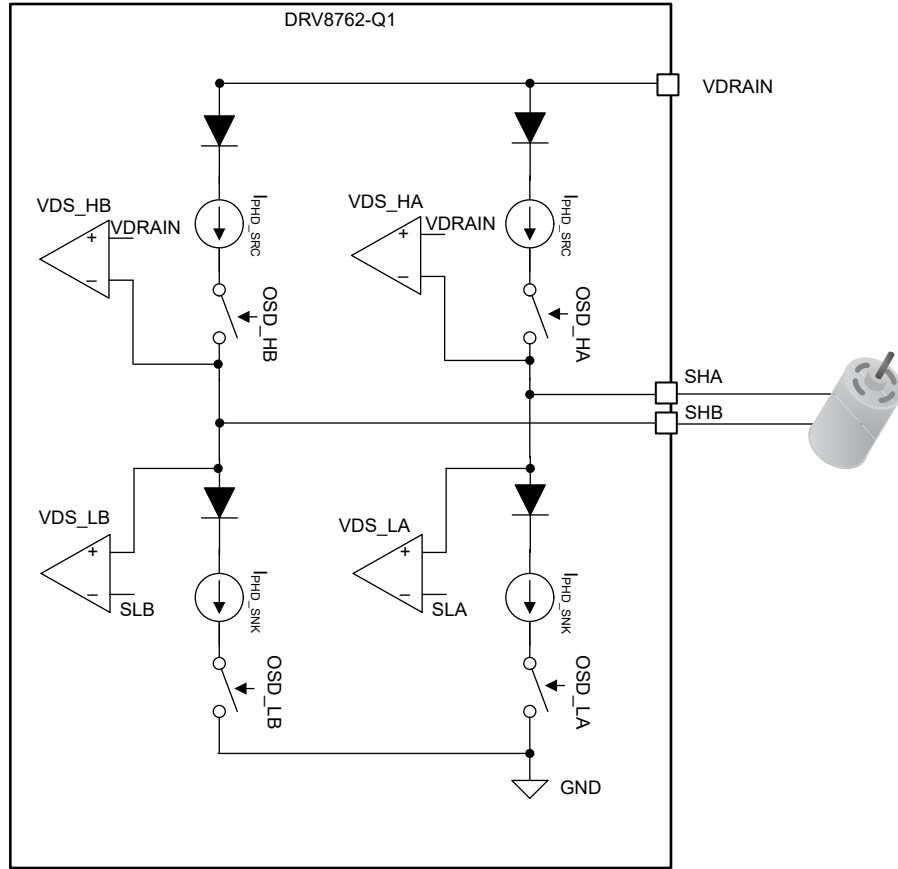 DRV8762-Q1
VDRAIN
VDS_HB
VDRAIN
+
−
IPHD_SRC
OSD_HB
VDS_HA
VDRAIN
+
−
IPHD_SRC
OSD_HA
SHA
SHB
VDS_LB
+
−
SLB
IPHD_SNK
OSD_LB
VDS_LA
+
−
SLA
IPHD_SNK
OSD_LA
GND